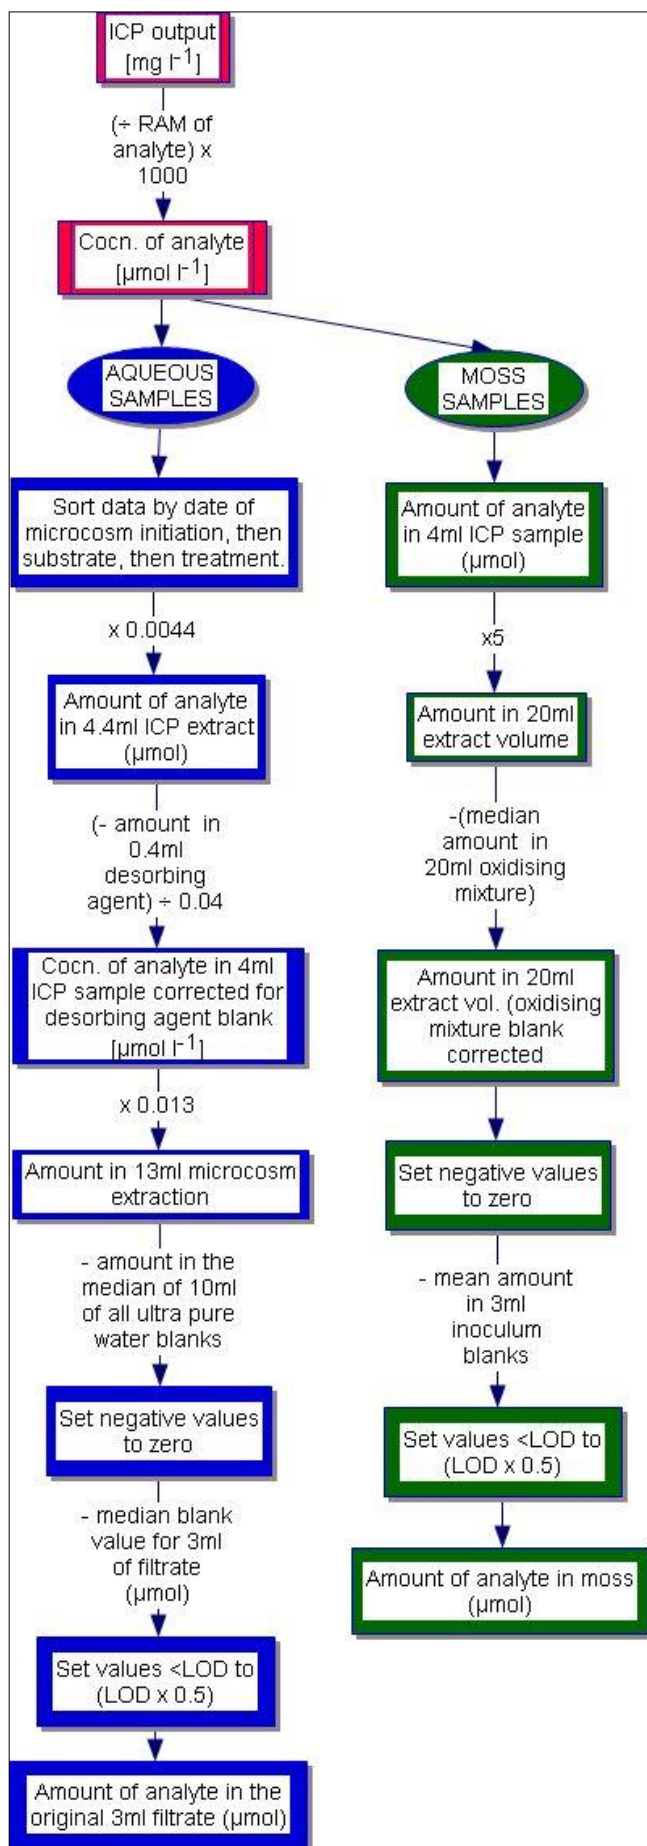 ICP output
[mg l⁻¹]
(÷ RAM of
analyte) x
1000
Cocn. of analyte
[µmol l⁻¹]
AQUEOUS
SAMPLES
Sort data by date of
microcosm initiation, then
substrate, then treatment.
x 0.0044
Amount of analyte
in 4.4ml ICP extract
(µmol)
(- amount in
0.4ml
desorbing
agent) ÷ 0.04
Cocn. of analyte in 4ml
ICP sample corrected for
desorbing agent blank
[µmol l⁻¹]
x 0.013
Amount in 13ml microcosm
extraction
- amount in the
median of 10ml
of all ultra pure
water blanks
Set negative values
to zero
- median blank
value for 3ml
of filtrate
(µmol)
Set values <LOD to
(LOD x 0.5)
Amount of analyte in the
original 3ml filtrate (µmol)
MOSS
SAMPLES
Amount of analyte
in 4ml ICP sample
(µmol)
x5
Amount in 20ml
extract volume
-(median
amount in
20ml oxidising
mixture)
Amount in 20ml
extract vol. (oxidising
mixture blank
corrected
Set negative values
to zero
- mean amount
in 3ml
inoculum
blanks
Set values <LOD to
(LOD x 0.5)
Amount of analyte in moss
(µmol)